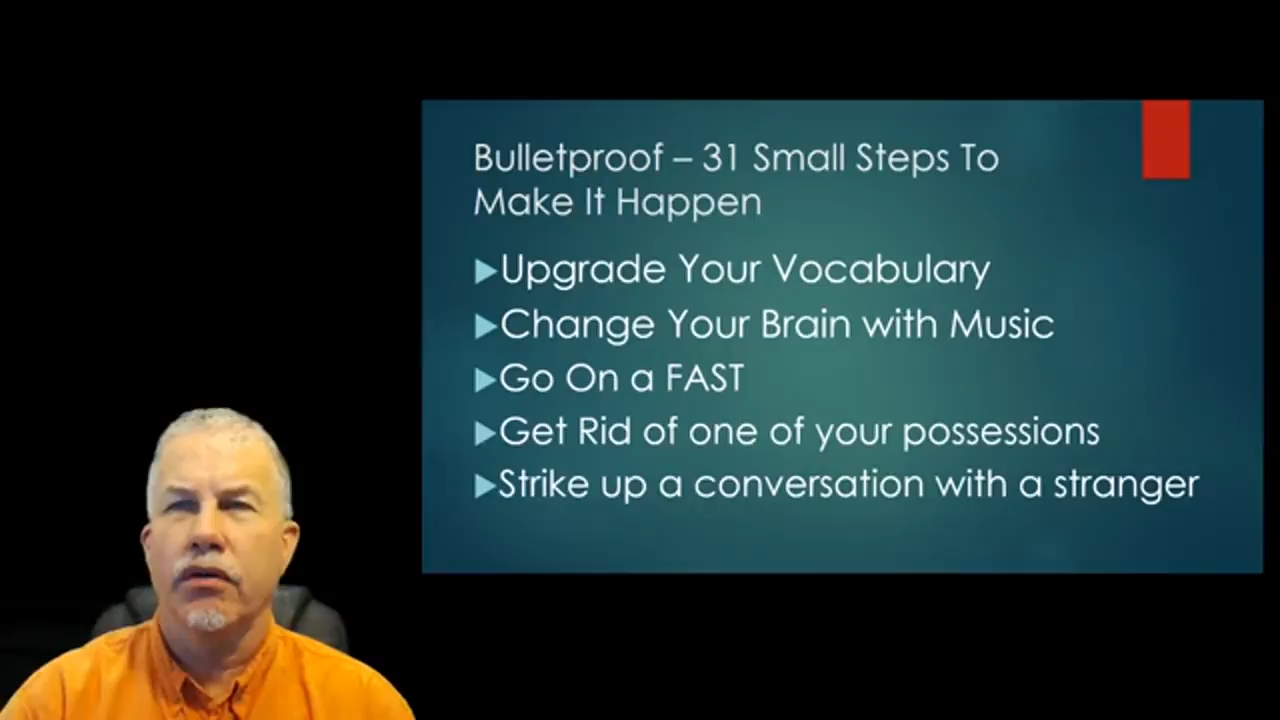 Bulletproof – 31 Small Steps To
Make It Happen
Upgrade Your Vocabulary
Change Your Brain with Music
Go On a FAST
Get Rid of one of your possessions
Strike up a conversation with a stranger